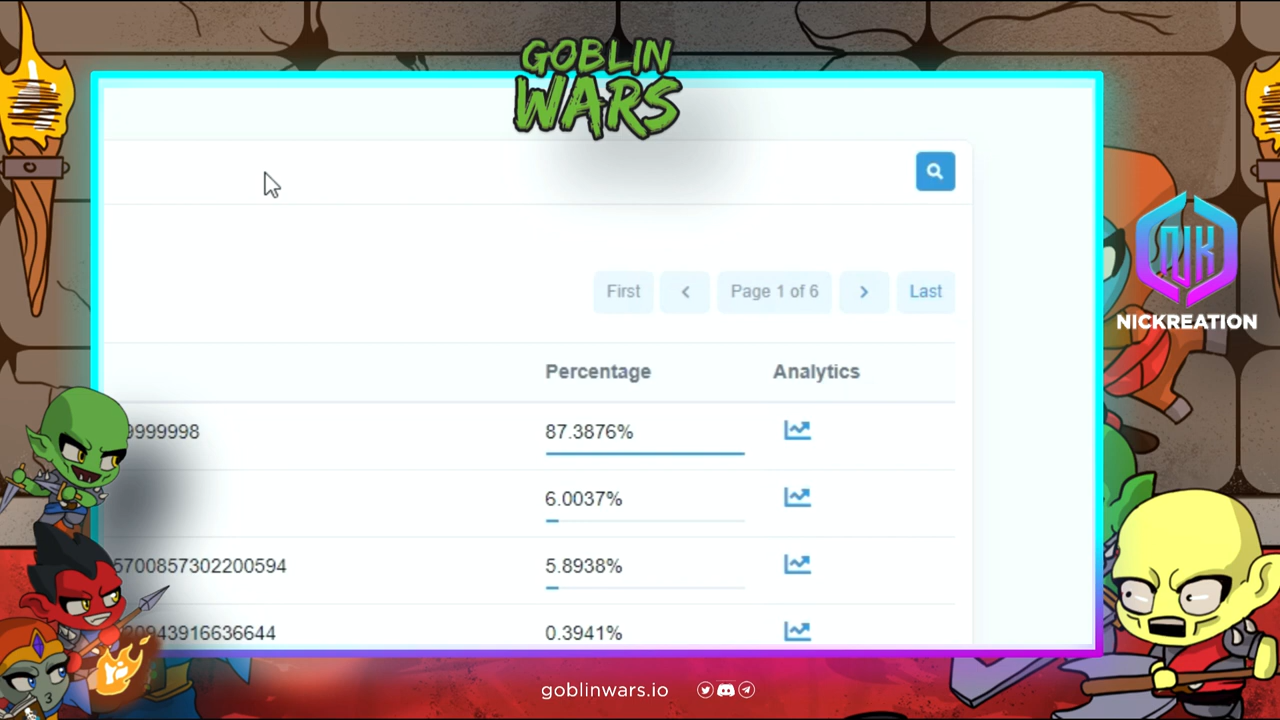 GOBLIN
WARS
First
Page 1 of 6
Last
Percentage
Analytics
9999998
87.3876%
6.0037%
5700857302200594
5.8938%
943916636644
0.3941%
NICKREATION
goblinwars.io